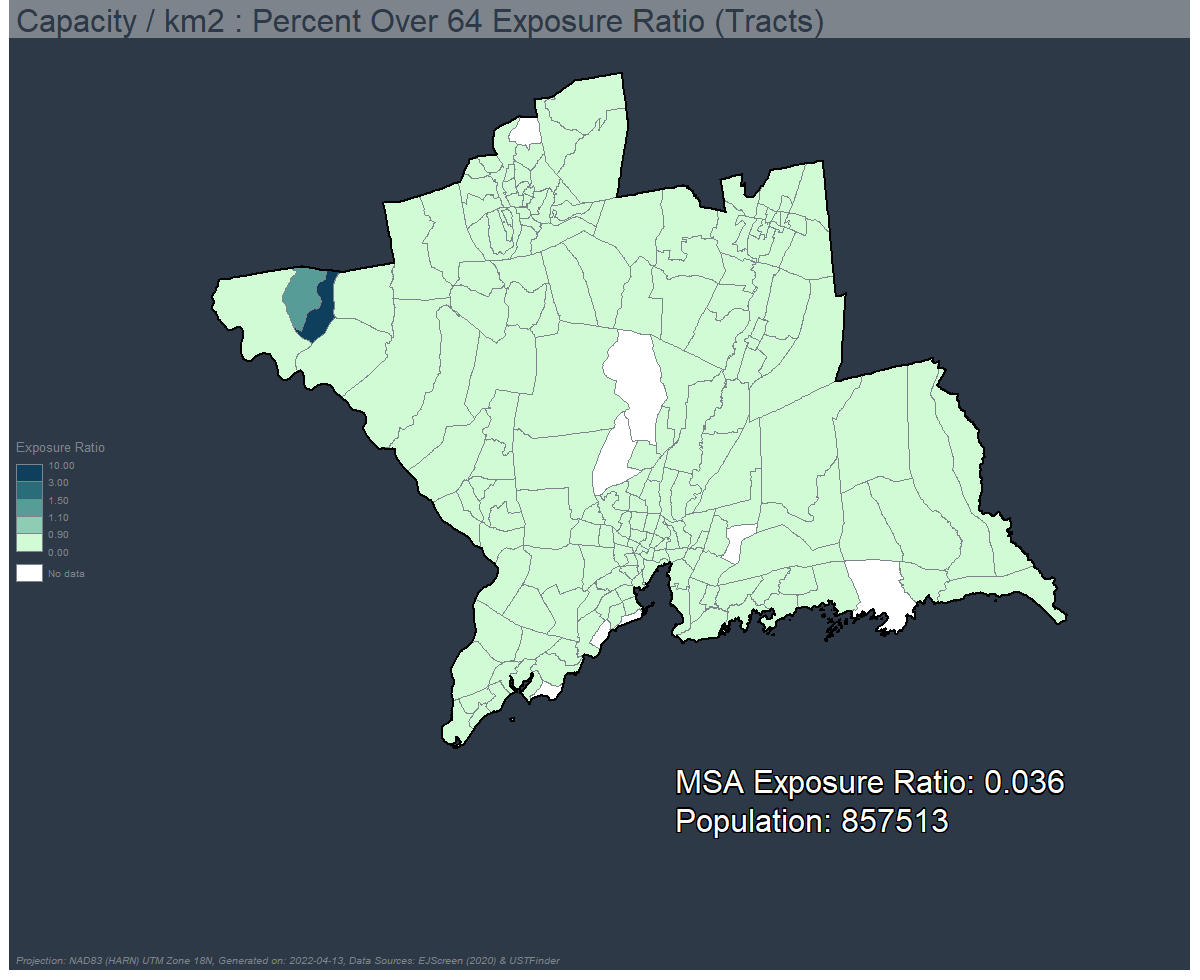 Capacity / km2 : Percent Over 64 Exposure Ratio (Tracts)
Exposure Ratio
10.00
3.00
1.50
1.10
0.90
0.00
No data
MSA Exposure Ratio: 0.036
Population: 857513
Projection: NAD83 (HARN) UTM Zone 18N, Generated on: 2022-04-13, Data Sources: EJScreen (2020) & USTFinder